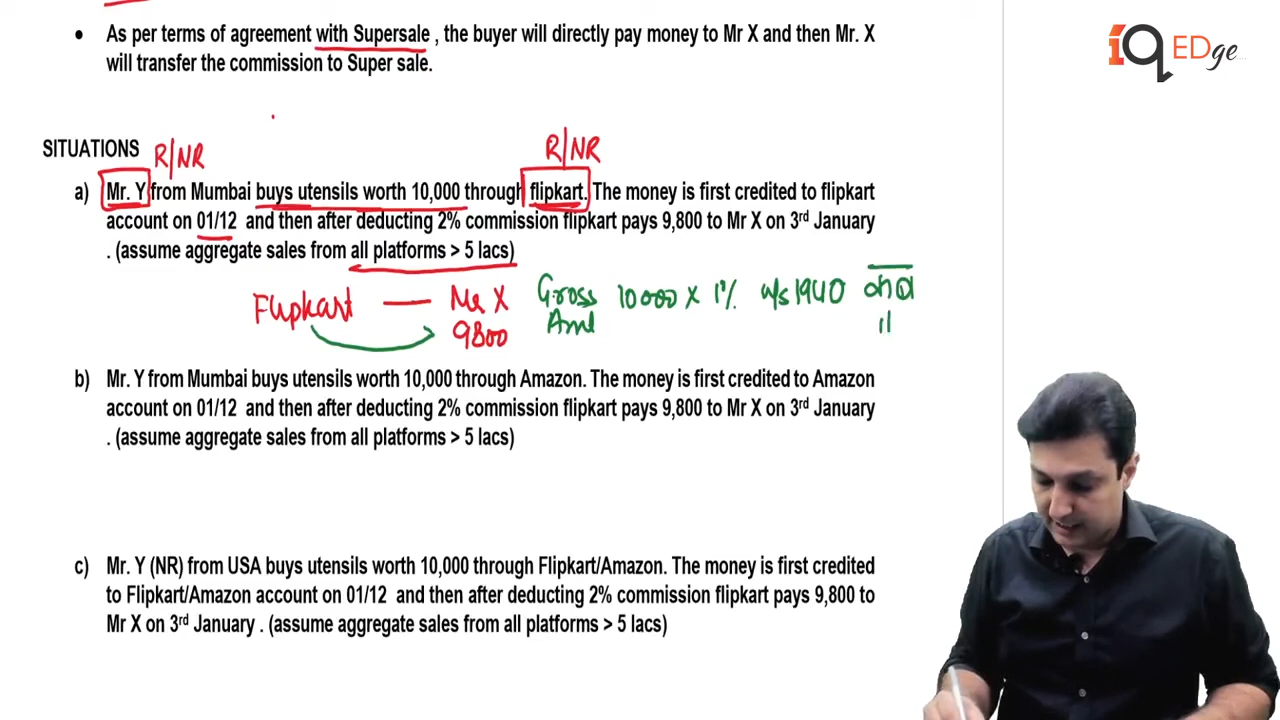 As per terms of agreement with Supersale , the buyer will directly pay money to Mr X and then Mr. X
will transfer the commission to Super sale.
iQ EDge....
SITUATIONS
R/NR
R/NR
a) Mr. Y from Mumbai buys utensils worth 10,000 through flipkart. The money is first credited to flipkart
account on 01/12 and then after deducting 2% commission flipkart pays 9,800 to Mr X on 3rd January
. (assume aggregate sales from all platforms > 5 lacs)
Flipkart — Mr X
9800
Gross
Amt
10000 x 1% u/s 194O
b) Mr. Y from Mumbai buys utensils worth 10,000 through Amazon. The money is first credited to Amazon
account on 01/12 and then after deducting 2% commission flipkart pays 9,800 to Mr X on 3rd January
. (assume aggregate sales from all platforms > 5 lacs)
c) Mr. Y (NR) from USA buys utensils worth 10,000 through Flipkart/Amazon. The money is first credited
to Flipkart/Amazon account on 01/12 and then after deducting 2% commission flipkart pays 9,800 to
Mr X on 3rd January . (assume aggregate sales from all platforms > 5 lacs)